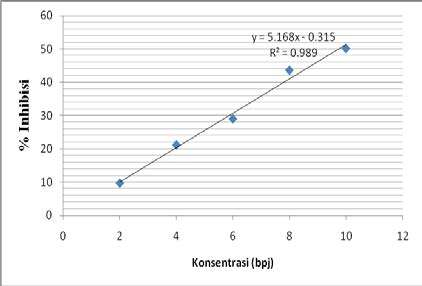 60
y = 5.168x - 0.315
R² = 0.989
50
40
30
20
10
0
% Inhibisi
0 2 4 6 8 10 12
Konsentrasi (bpj)